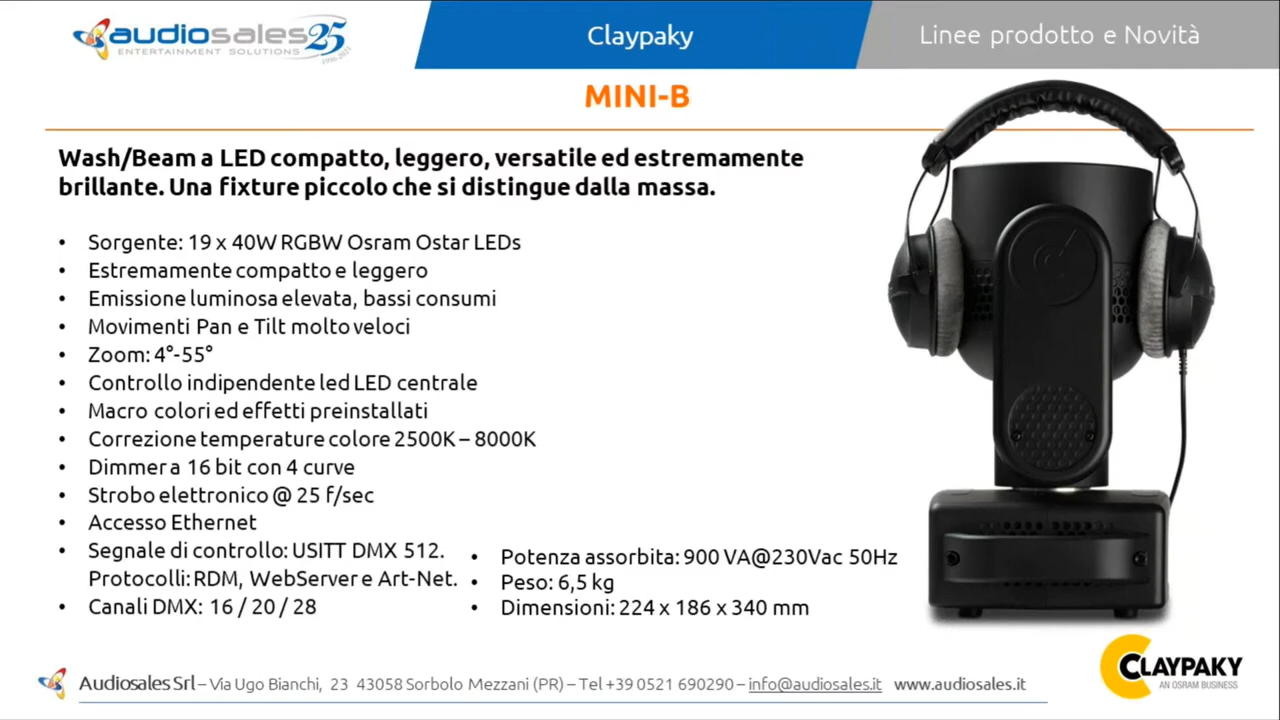 audiosales 25
ENTERTAINMENT SOLUTIONS
1996-2021
Claypaky
Linee prodotto e Novità
MINI-B
Wash/Beam a LED compatto, leggero, versatile ed estremamente
brillante. Una fixture piccolo che si distingue dalla massa.
• Sorgente: 19 x 40W RGBW Osram Ostar LEDs
• Estremamente compatto e leggero
• Emissione luminosa elevata, bassi consumi
• Movimenti Pan e Tilt molto veloci
• Zoom: 4°-55°
• Controllo indipendente led LED centrale
• Macro colori ed effetti preinstallati
• Correzione temperature colore 2500K – 8000K
• Dimmer a 16 bit con 4 curve
• Strobo elettronico @ 25 f/sec
• Accesso Ethernet
• Segnale di controllo: USITT DMX 512.
Protocolli: RDM, WebServer e Art-Net.
• Canali DMX: 16 / 20 / 28
• Potenza assorbita: 900 VA@230Vac 50Hz
• Peso: 6,5 kg
• Dimensioni: 224 x 186 x 340 mm
Audiosales Srl – Via Ugo Bianchi, 23 43058 Sorbolo Mezzani (PR) – Tel +39 0521 690290 – info@audiosales.it www.audiosales.it
CLAYPAKY
AN OSRAM BUSINESS